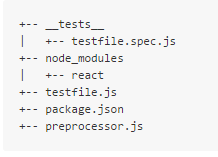 +-- __tests__
|   +-- testfile.spec.js
+-- node_modules
|   +-- react
+-- testfile.js
+-- package.json
+-- preprocessor.js